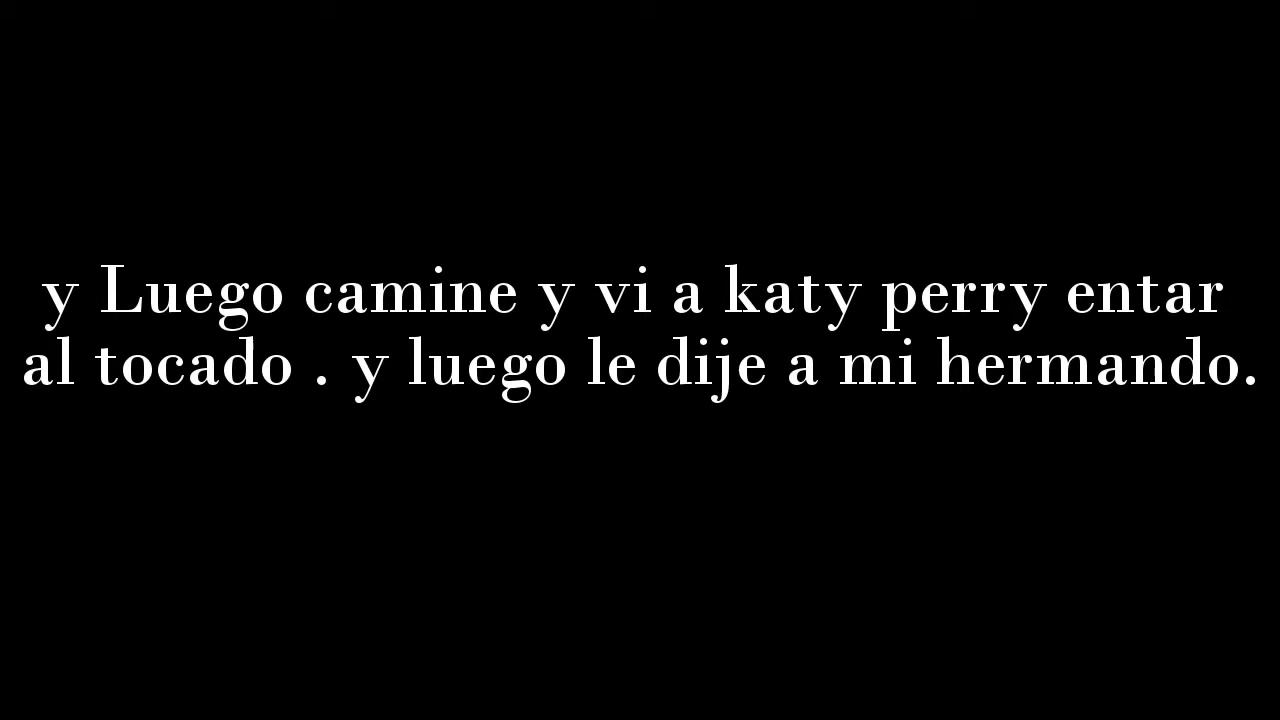 y Luego camine y vi a katy perry entar
al tocado . y luego le dije a mi hermando.